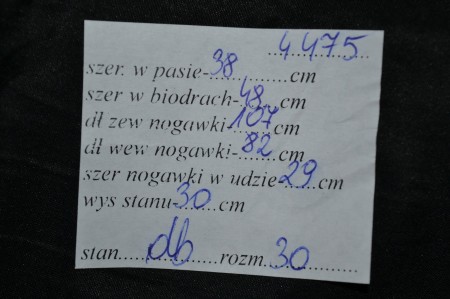 4475
szer. w pasie-38.............cm
szer w biodrach-48...cm
dł zew nogawki-107...cm
dł wew nogawki-82....cm
szer nogawki w udzie-29...cm
wys stanu-30...cm
stan......db......rozm..30..............